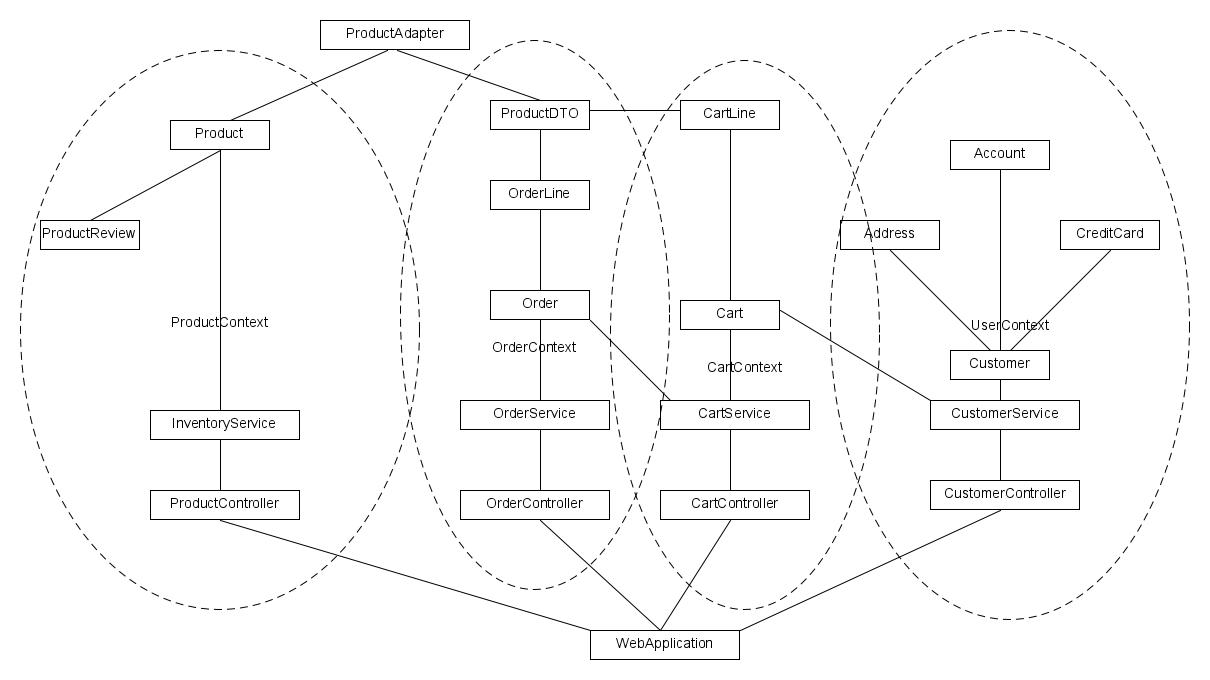 ProductAdapter
ProductDTO
CartLine
Product
Account
OrderLine
ProductReview
Address
CreditCard
Order
Cart
ProductContext
UserContext
OrderContext
CartContext
Customer
InventoryService
OrderService
CartService
CustomerService
ProductController
OrderController
CartController
CustomerController
WebApplication